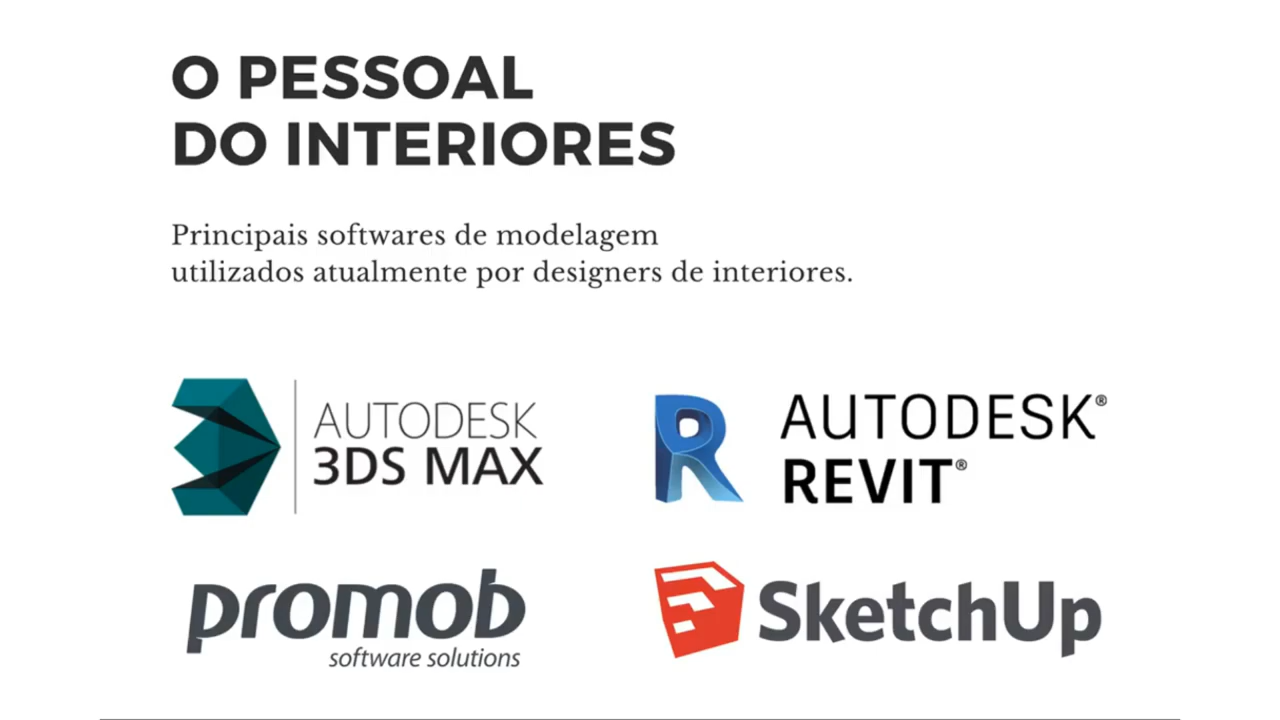 O PESSOAL
DO INTERIORES
Principais softwares de modelagem
utilizados atualmente por designers de interiores.
AUTODESK
3DS MAX
AUTODESK®
REVIT®
promob
software solutions
SketchUp